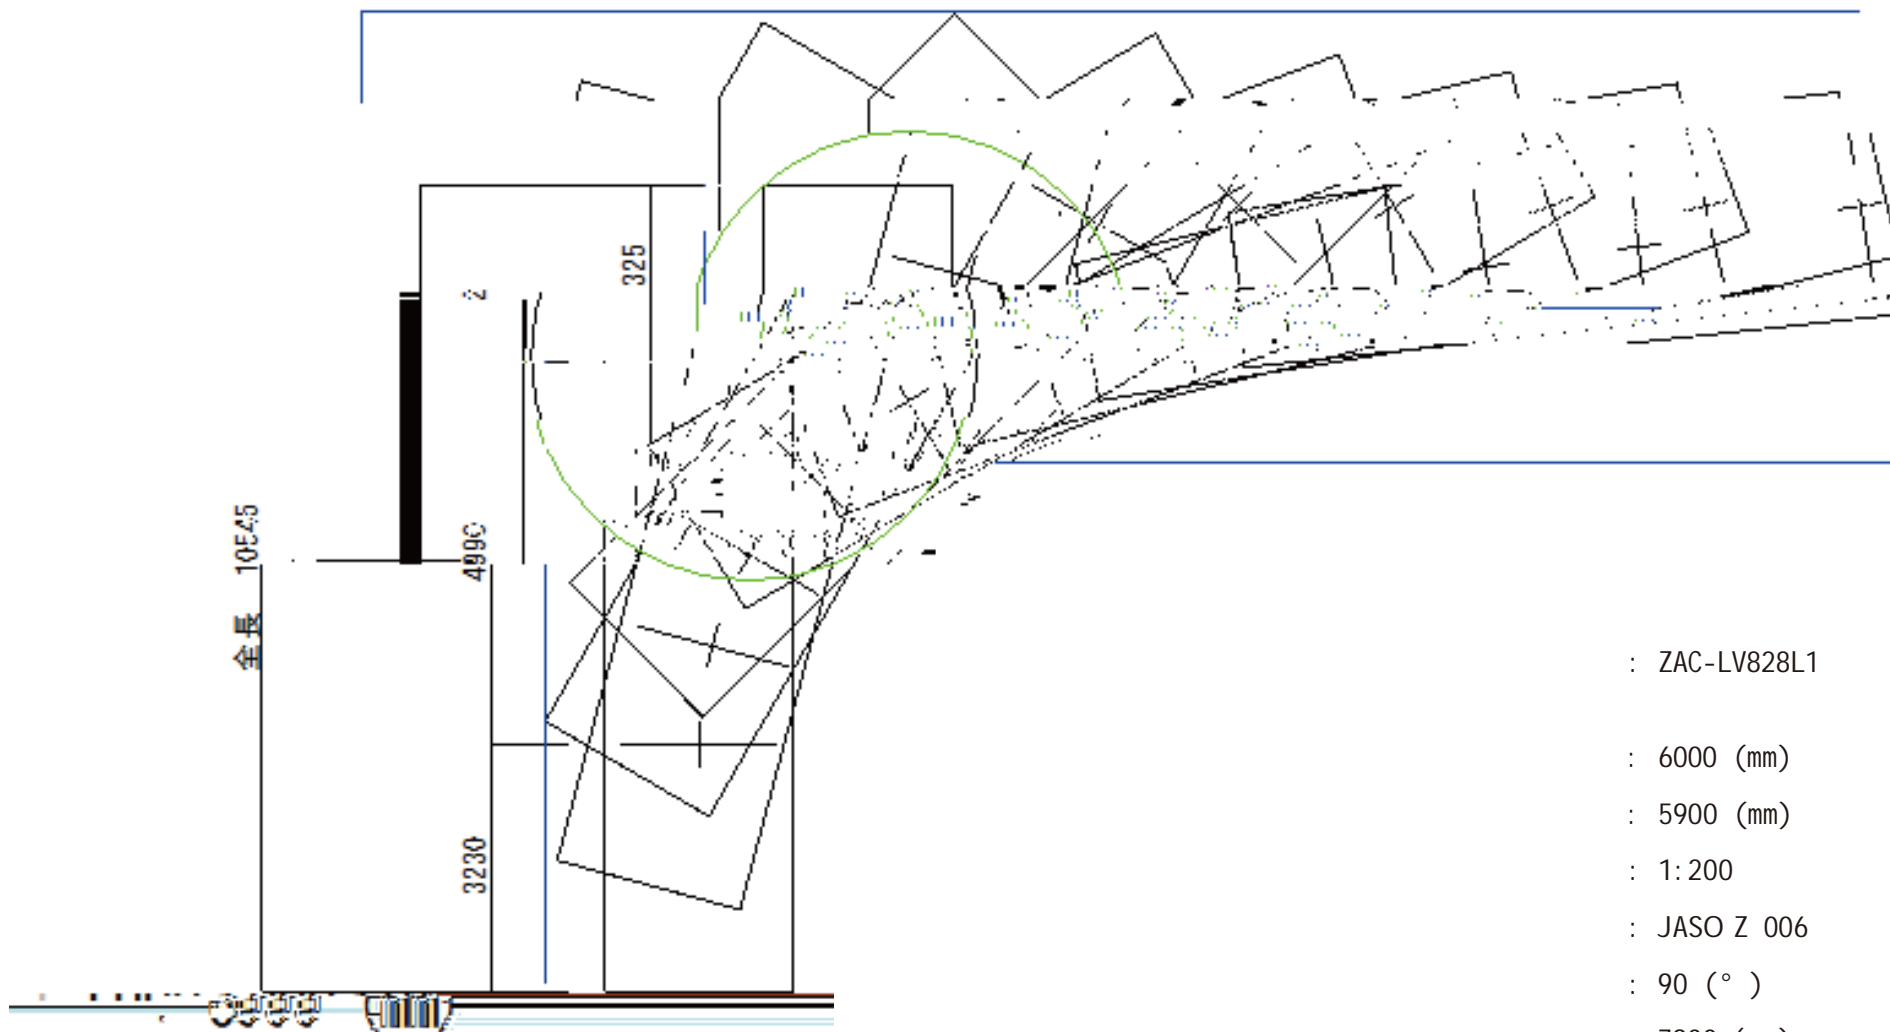 325
2
全長 10545
4990
3230
: ZAC-LV828L1
: 6000 (mm)
: 5900 (mm)
: 1:200
: JASO Z 006
: 90 (° )